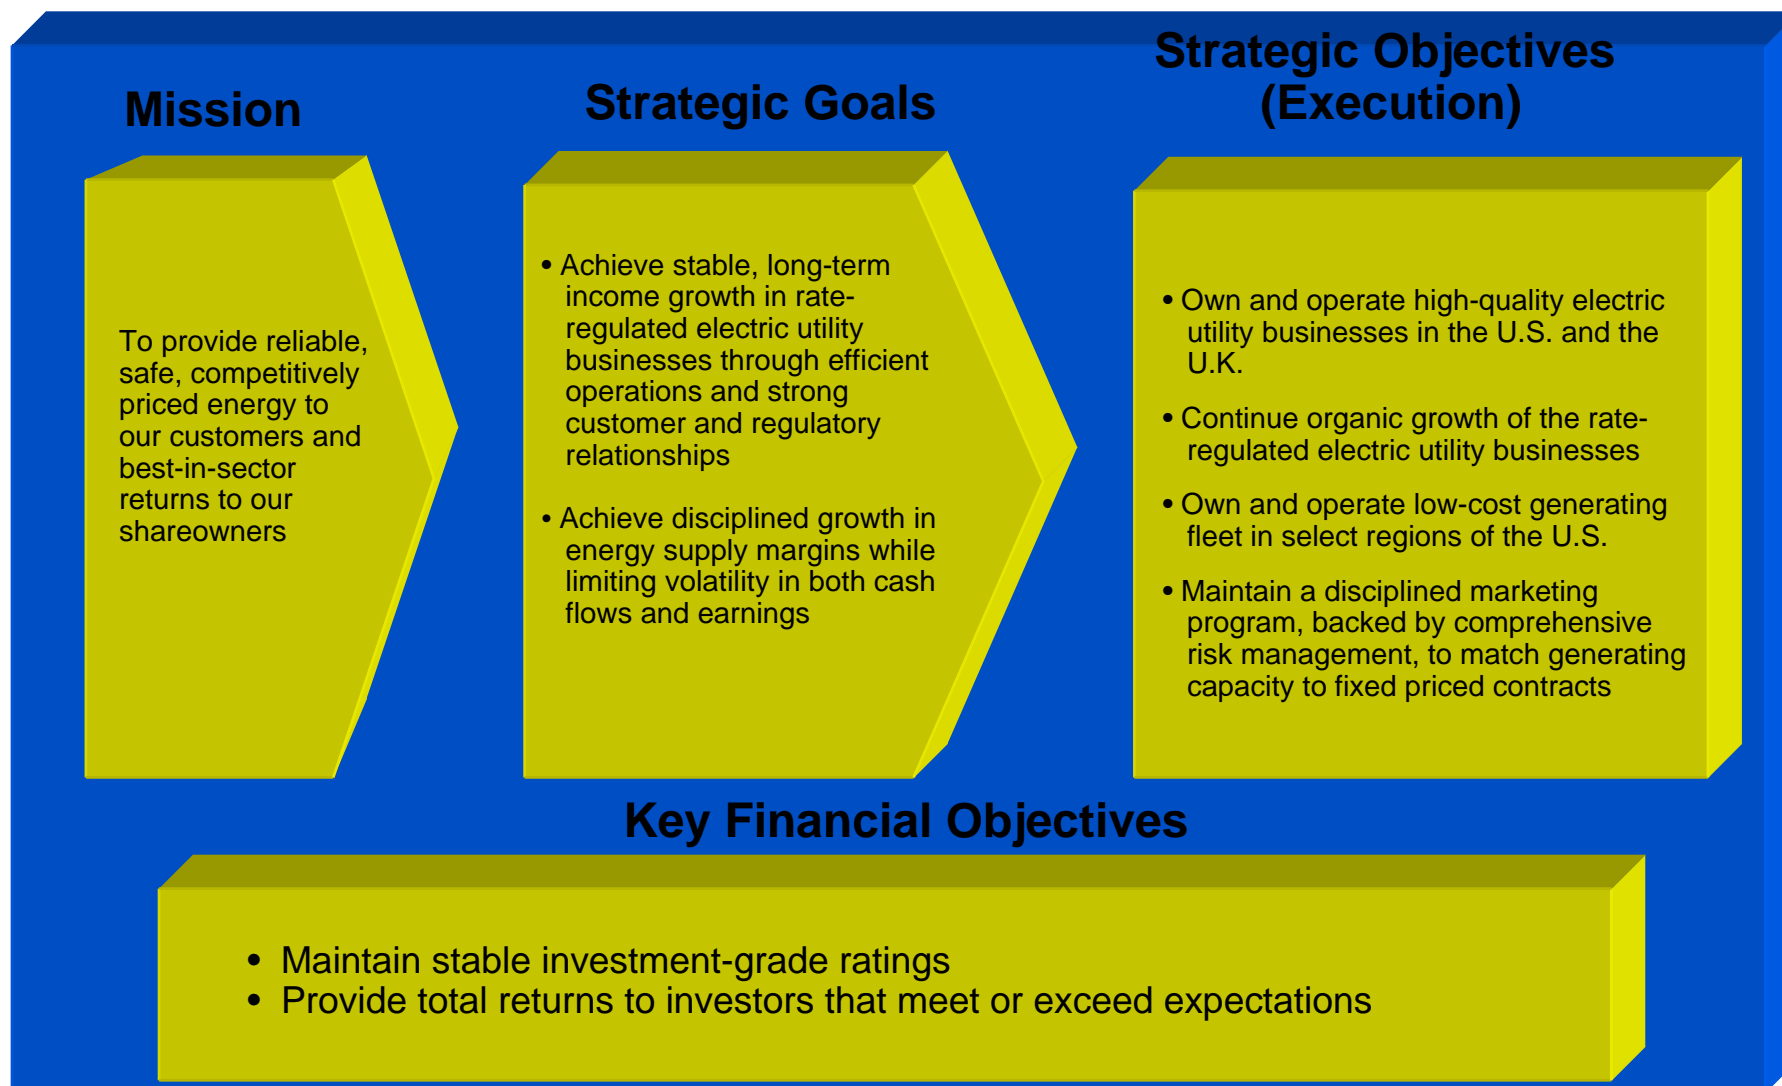 Mission
To provide reliable,
safe, competitively
priced energy to
our customers and
best-in-sector
returns to our
shareowners
Strategic Goals
• Achieve stable, long-term
income growth in rate-
regulated electric utility
businesses through efficient
operations and strong
customer and regulatory
relationships
• Achieve disciplined growth in
energy supply margins while
limiting volatility in both cash
flows and earnings
Strategic Objectives
(Execution)
• Own and operate high-quality electric
utility businesses in the U.S. and the
U.K.
• Continue organic growth of the rate-
regulated electric utility businesses
• Own and operate low-cost generating
fleet in select regions of the U.S.
• Maintain a disciplined marketing
program, backed by comprehensive
risk management, to match generating
capacity to fixed priced contracts
Key Financial Objectives
• Maintain stable investment-grade ratings
• Provide total returns to investors that meet or exceed expectations